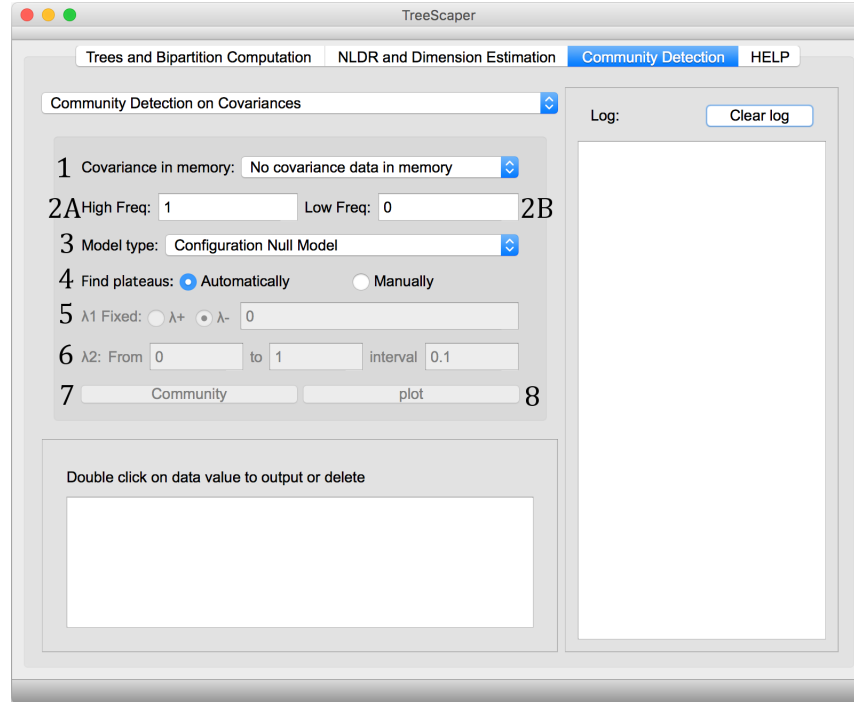 TreeScaper
Trees and Bipartition Computation NLDR and Dimension Estimation Community Detection HELP
Community Detection on Covariances
Log: Clear log
1 Covariance in memory: No covariance data in memory
2A High Freq: 1 Low Freq: 0 2B
3 Model type: Configuration Null Model
4 Find plateaus: Automatically Manually
5 λ1 Fixed: λ+ λ- 0
6 λ2: From 0 to 1 interval 0.1
7 Community plot 8
Double click on data value to output or delete